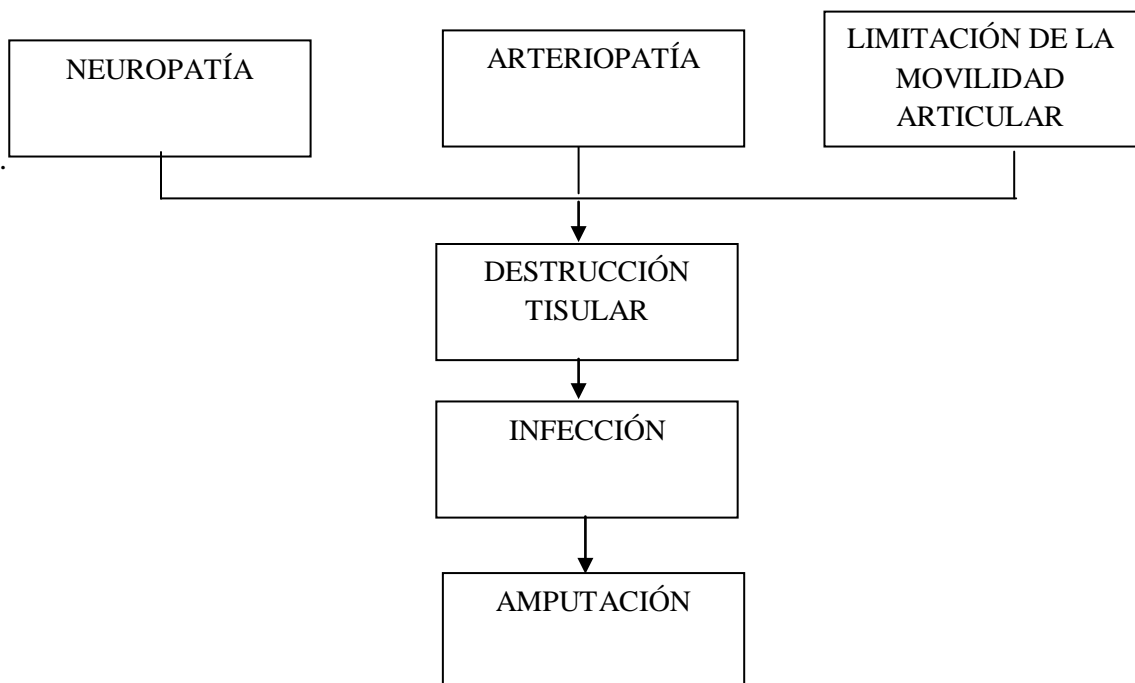 NEUROPATÍA
ARTERIOPATÍA
LIMITACIÓN DE LA
MOVILIDAD
ARTICULAR
.
DESTRUCCIÓN
TISULAR
INFECCIÓN
AMPUTACIÓN